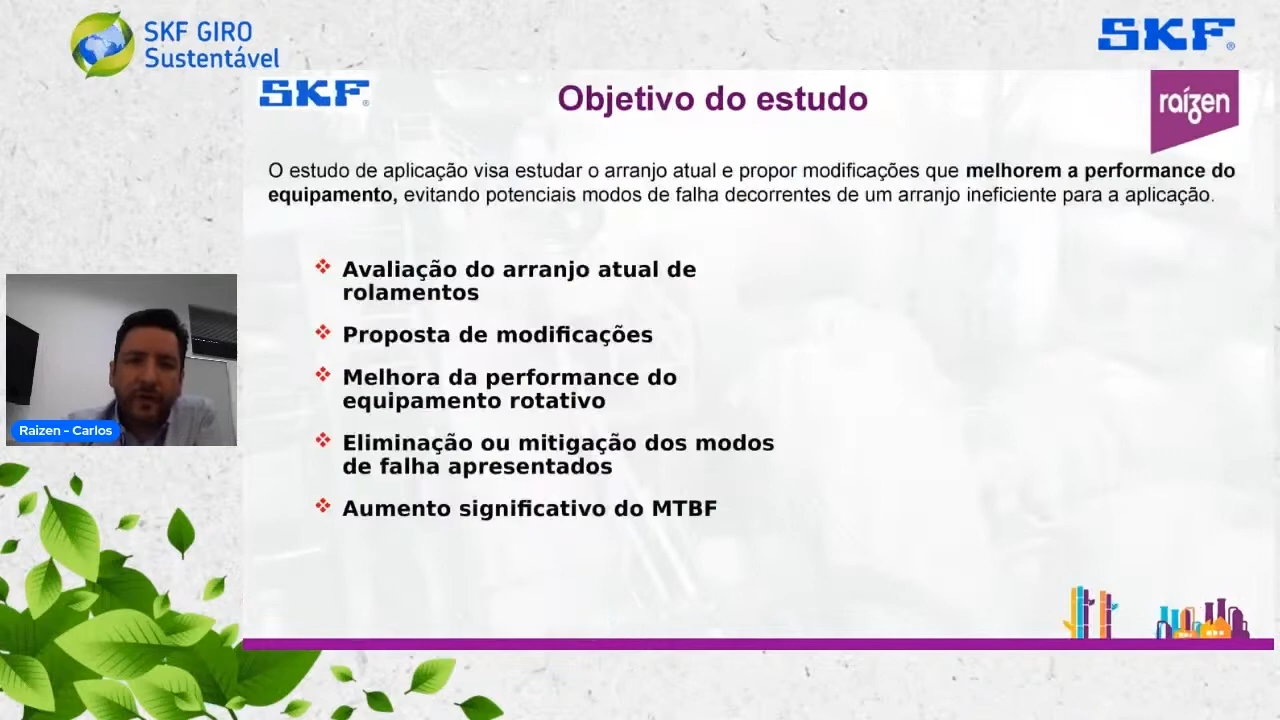 SKF GIRO
Sustentável
SKF®
SKF®
Objetivo do estudo
raízen
O estudo de aplicação visa estudar o arranjo atual e propor modificações que melhorem a performance do
equipamento, evitando potenciais modos de falha decorrentes de um arranjo ineficiente para a aplicação.
Avaliação do arranjo atual de
rolamentos
Proposta de modificações
Melhora da performance do
equipamento rotativo
Eliminação ou mitigação dos modos
de falha apresentados
Aumento significativo do MTBF
Raizen - Carlos